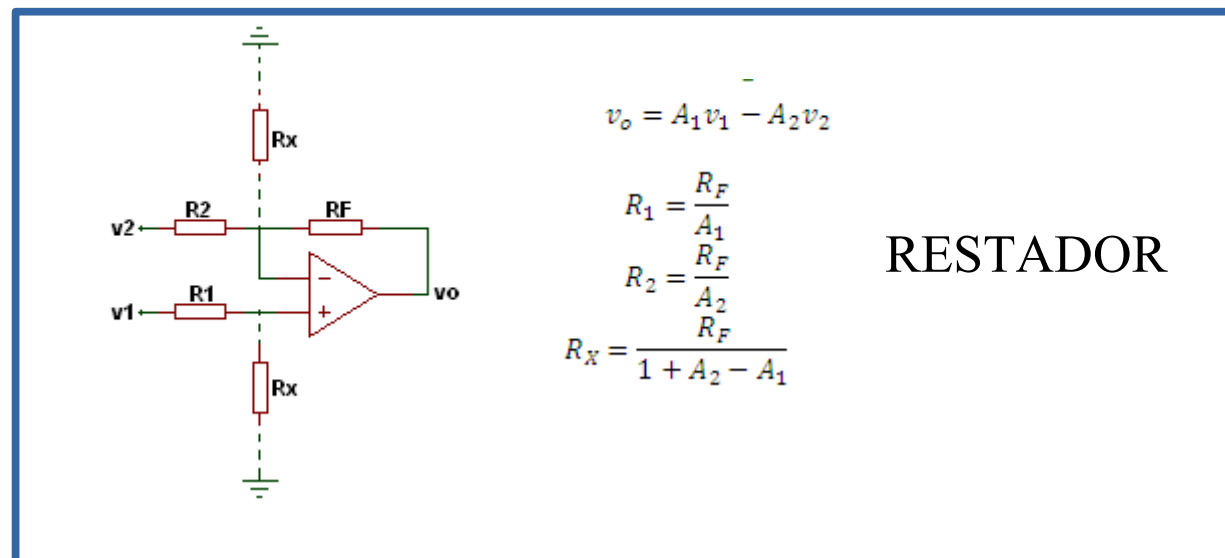 Rx
R2
RF
v2
R1
v1
vo
Rx
−
+
v_o = A_1v_1 − A_2v_2
R_1 = R_F / A_1
R_2 = R_F / A_2
R_X = R_F / 1 + A_2 − A_1
RESTADOR